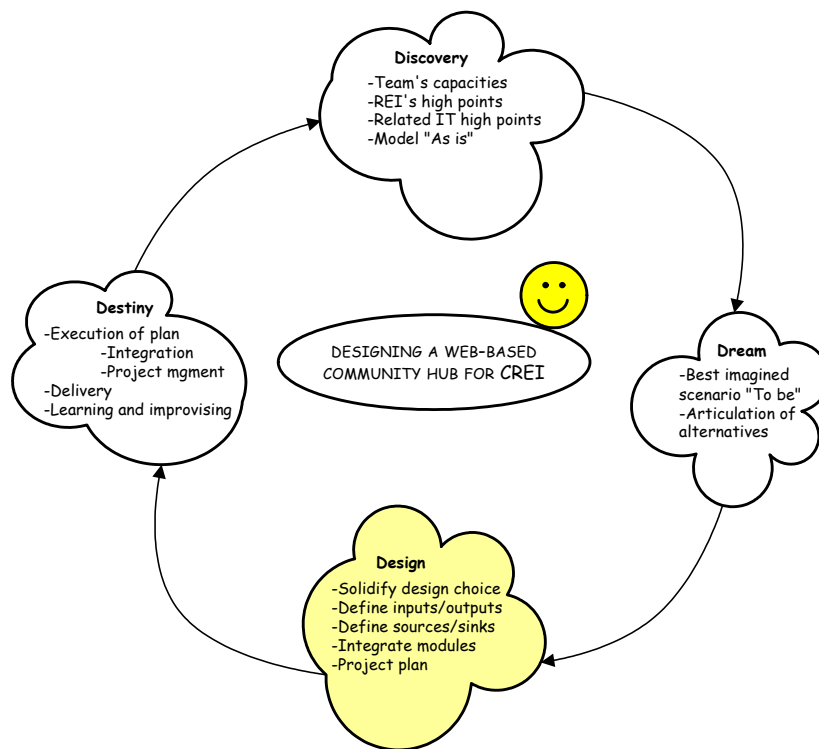 Discovery
-Team's capacities
-REI's high points
-Related IT high points
-Model "As is"
Destiny
-Execution of plan
-Integration
-Project mgment
-Delivery
-Learning and improvising
DESIGNING A WEB-BASED
COMMUNITY HUB FOR CREI
Dream
-Best imagined
scenario "To be"
-Articulation of
alternatives
Design
-Solidify design choice
-Define inputs/outputs
-Define sources/sinks
-Integrate modules
-Project plan